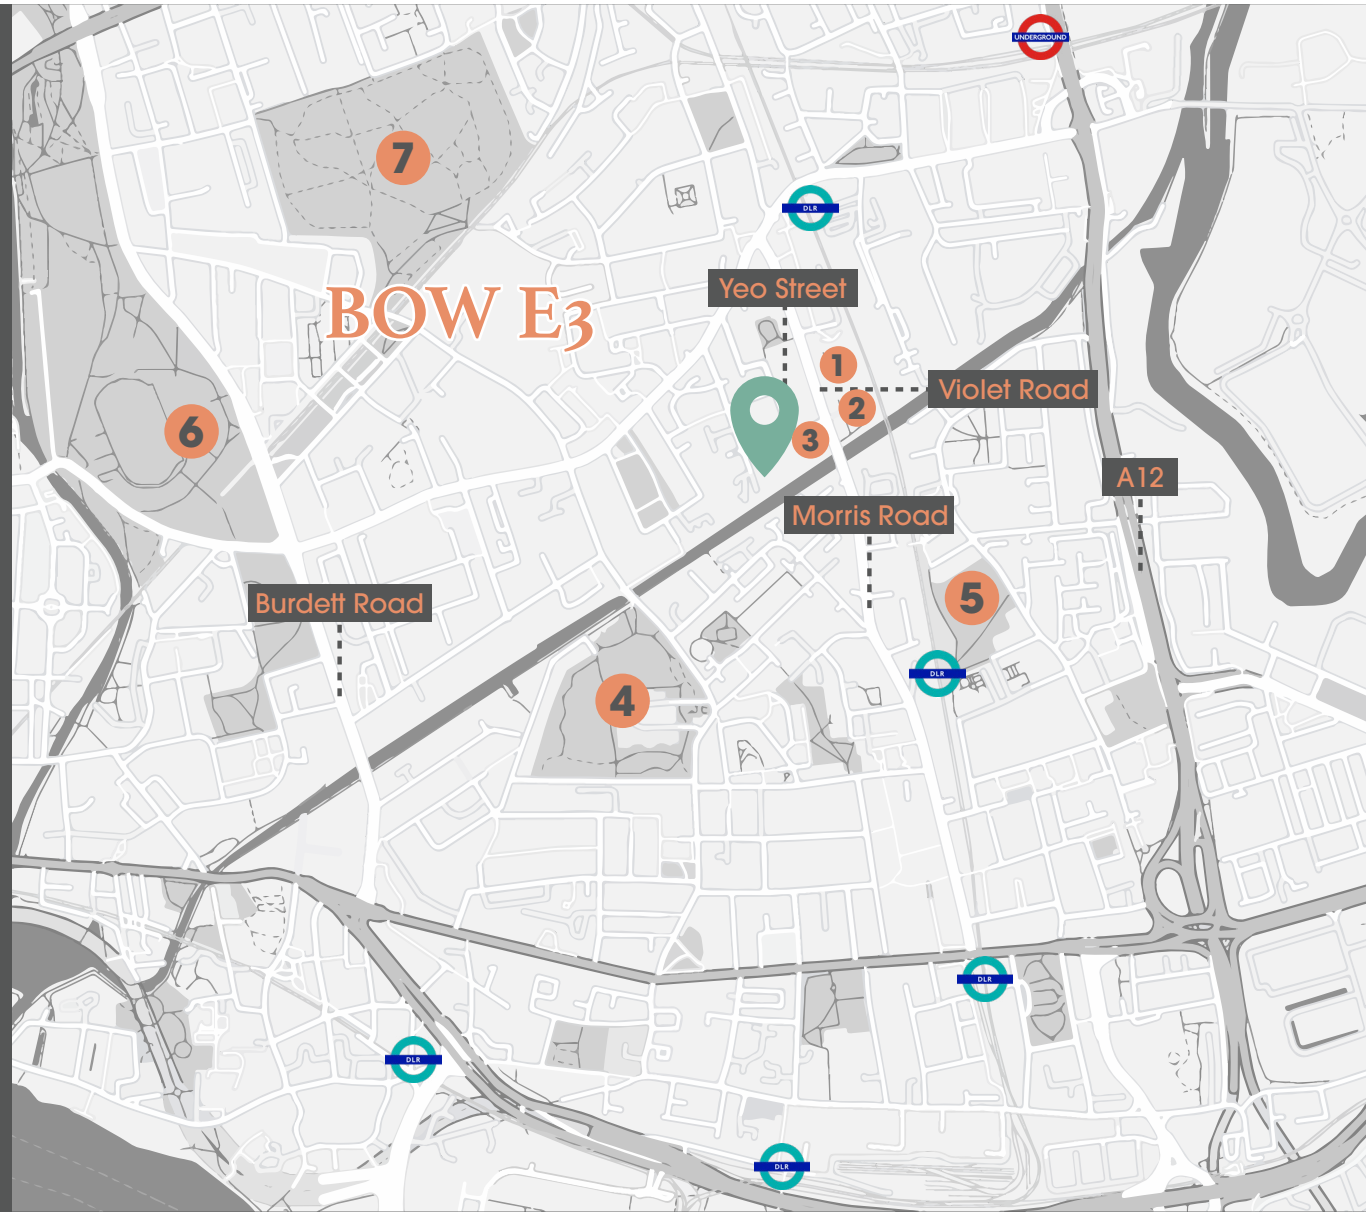 UNDERGROUND
7
DLR
Yeo Street
BOW E3
1
Violet Road
2
6
3
A12
Morris Road
5
Burdett Road
DLR
4
DLR
DLR
DLR